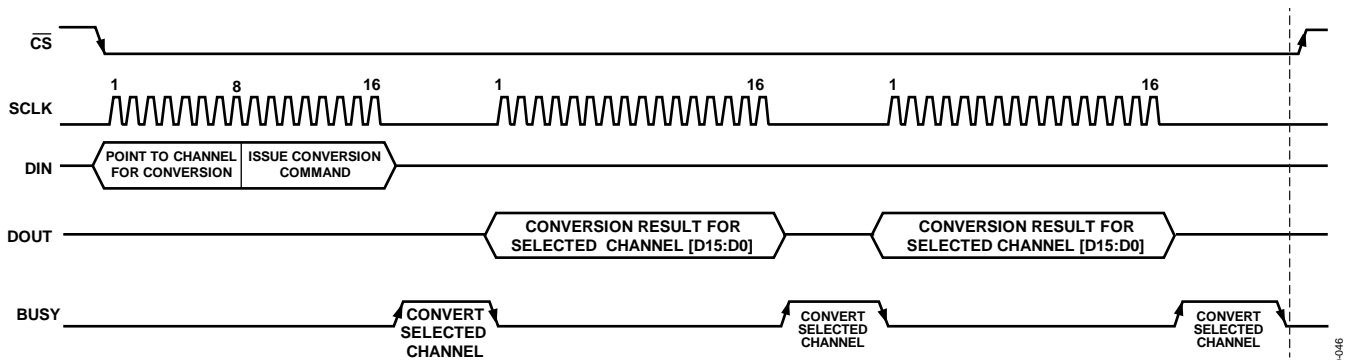 CS
1 8 16 1 16 1 16
SCLK
DIN
POINT TO CHANNEL
FOR CONVERSION
ISSUE CONVERSION
COMMAND
DOUT
CONVERSION RESULT FOR
SELECTED CHANNEL [D15:D0]
CONVERSION RESULT FOR
SELECTED CHANNEL [D15:D0]
BUSY
CONVERT
SELECTED
CHANNEL
CONVERT
SELECTED
CHANNEL
CONVERT
SELECTED
CHANNEL
-046